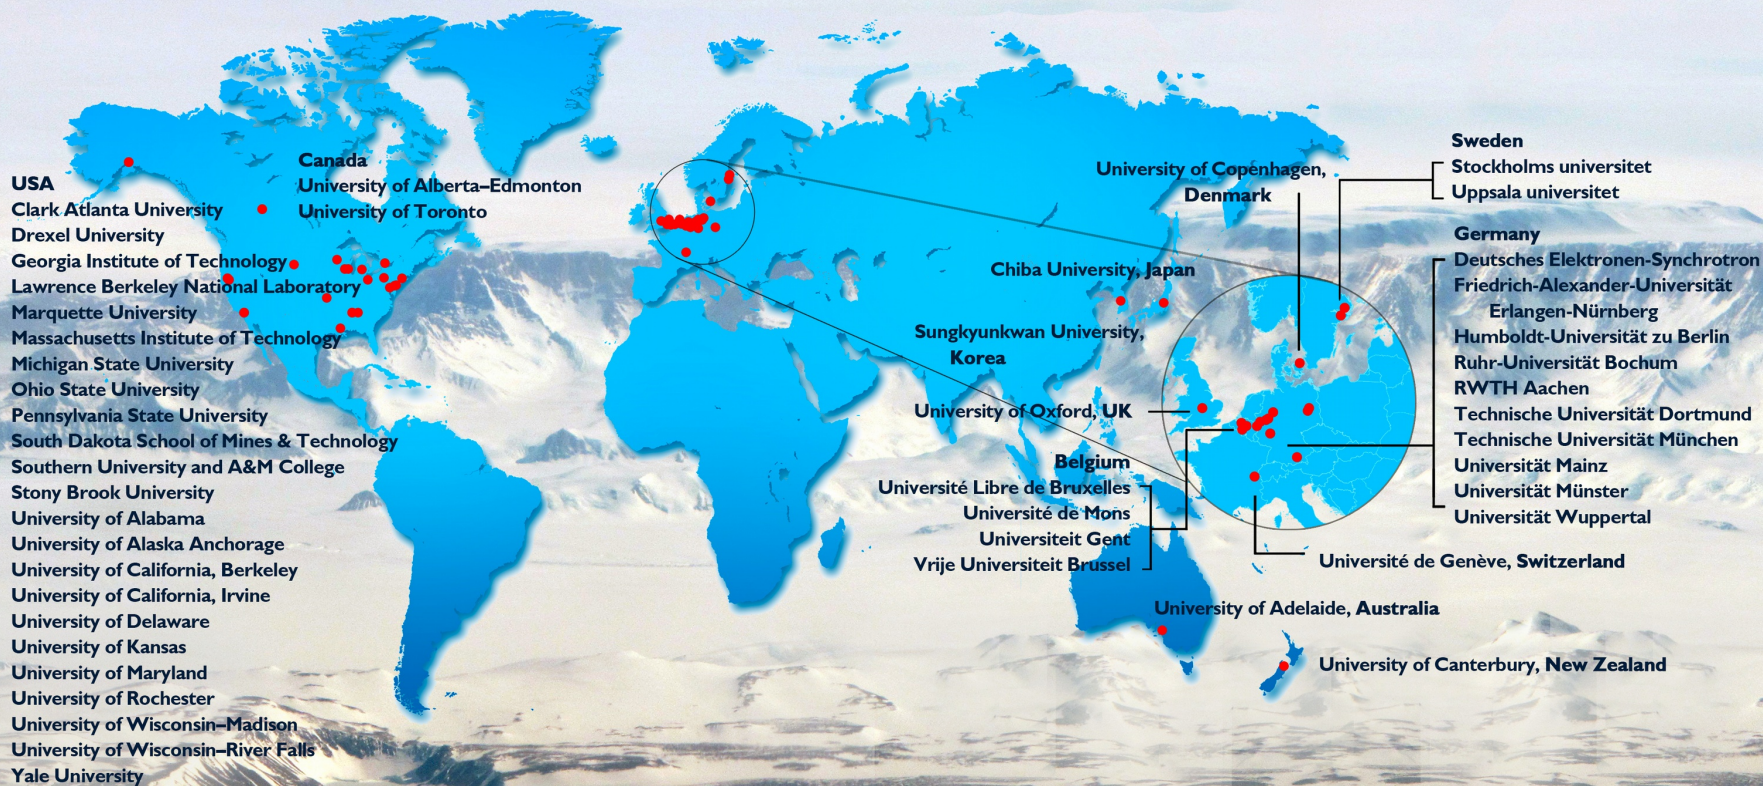 USA
Clark Atlanta University
Drexel University
Georgia Institute of Technology
Lawrence Berkeley National Laboratory
Marquette University
Massachusetts Institute of Technology
Michigan State University
Ohio State University
Pennsylvania State University
South Dakota School of Mines & Technology
Southern University and A&M College
Stony Brook University
University of Alabama
University of Alaska Anchorage
University of California, Berkeley
University of California, Irvine
University of Delaware
University of Kansas
University of Maryland
University of Rochester
University of Wisconsin–Madison
University of Wisconsin–River Falls
Yale University
Canada
University of Alberta–Edmonton
University of Toronto
University of Copenhagen,
Denmark
Chiba University, Japan
Sungkyunkwan University,
Korea
University of Oxford, UK
Belgium
Université Libre de Bruxelles
Université de Mons
Universiteit Gent
Vrije Universiteit Brussel
Sweden
Stockholms universitet
Uppsala universitet
Germany
Deutsches Elektronen-Synchrotron
Friedrich-Alexander-Universität
Erlangen-Nürnberg
Humboldt-Universität zu Berlin
Ruhr-Universität Bochum
RWTH Aachen
Technische Universität Dortmund
Technische Universität München
Universität Mainz
Universität Münster
Universität Wuppertal
Université de Genève, Switzerland
University of Adelaide, Australia
University of Canterbury, New Zealand